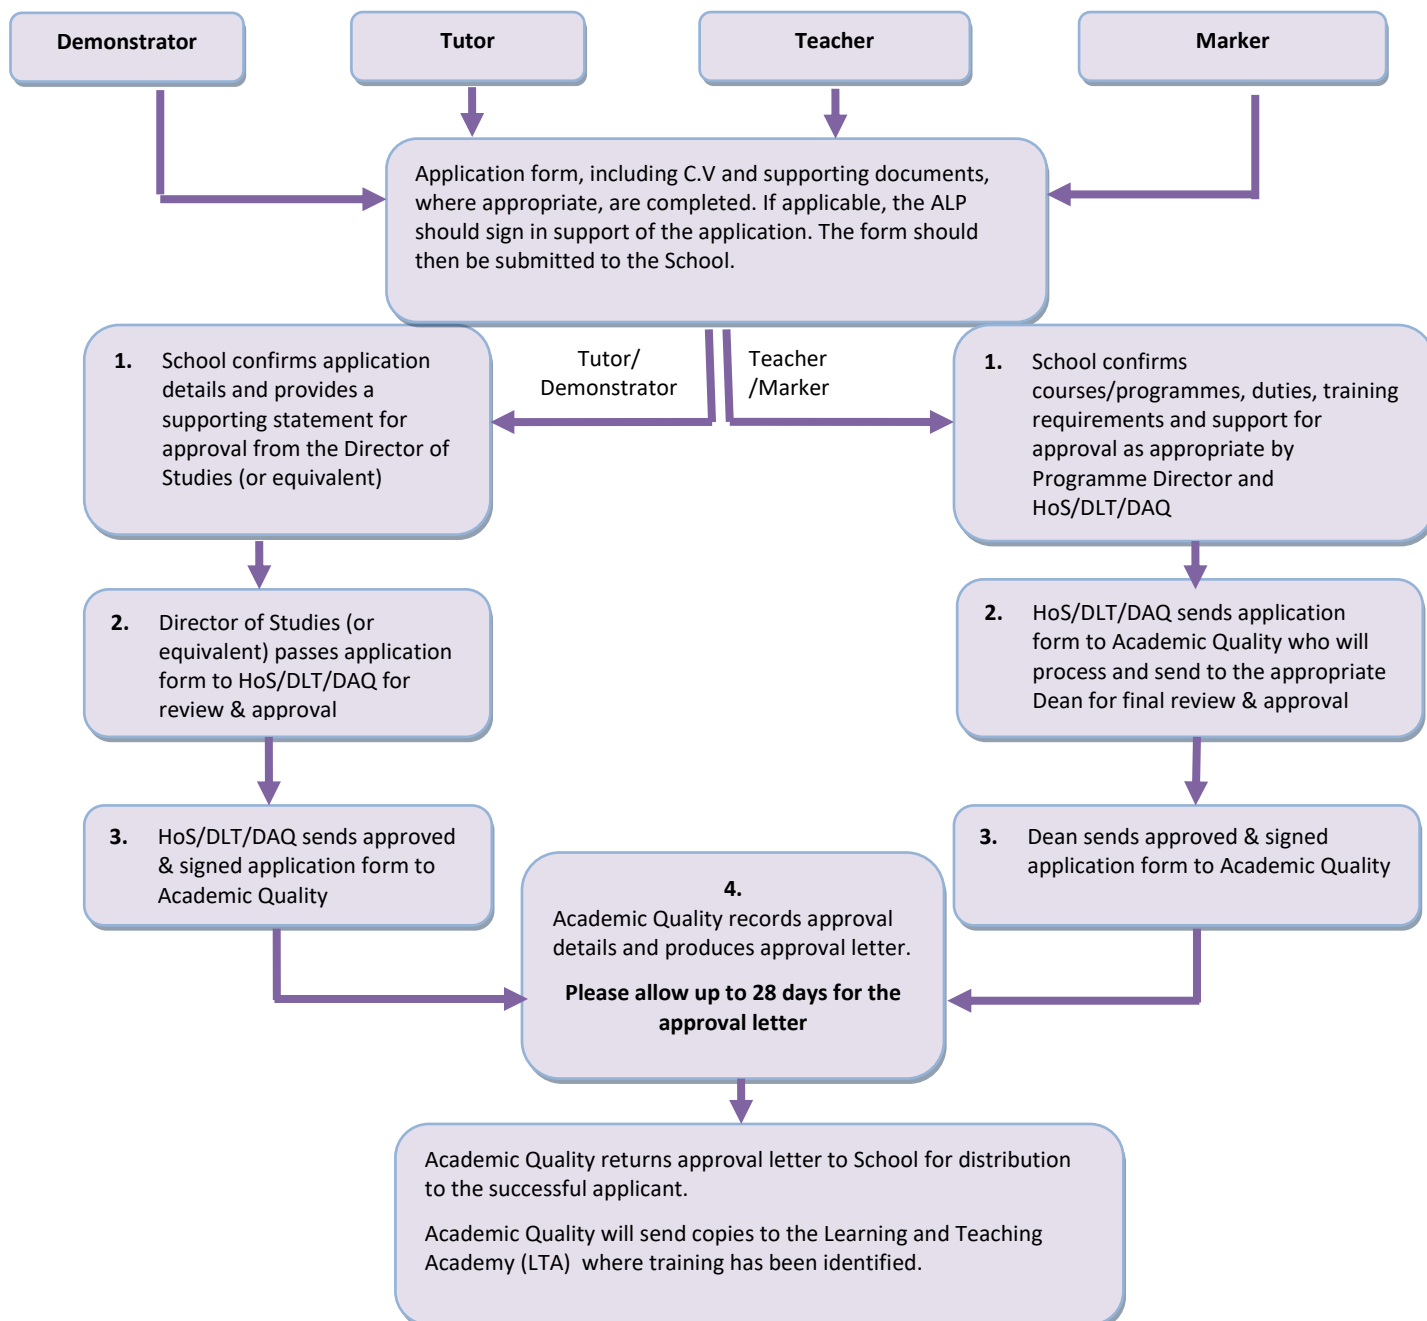 Demonstrator
Tutor
Teacher
Marker
Application form, including C.V and supporting documents,
where appropriate, are completed. If applicable, the ALP
should sign in support of the application. The form should
then be submitted to the School.
Tutor/
Demonstrator
Teacher
/Marker
1. School confirms application
details and provides a
supporting statement for
approval from the Director of
Studies (or equivalent)
1. School confirms
courses/programmes, duties, training
requirements and support for
approval as appropriate by
Programme Director and
HoS/DLT/DAQ
2. Director of Studies (or
equivalent) passes application
form to HoS/DLT/DAQ for
review & approval
2. HoS/DLT/DAQ sends application
form to Academic Quality who will
process and send to the appropriate
Dean for final review & approval
3. HoS/DLT/DAQ sends approved
& signed application form to
Academic Quality
3. Dean sends approved & signed
application form to Academic Quality
4.
Academic Quality records approval
details and produces approval letter.
Please allow up to 28 days for the
approval letter
Academic Quality returns approval letter to School for distribution
to the successful applicant.
Academic Quality will send copies to the Learning and Teaching
Academy (LTA) where training has been identified.